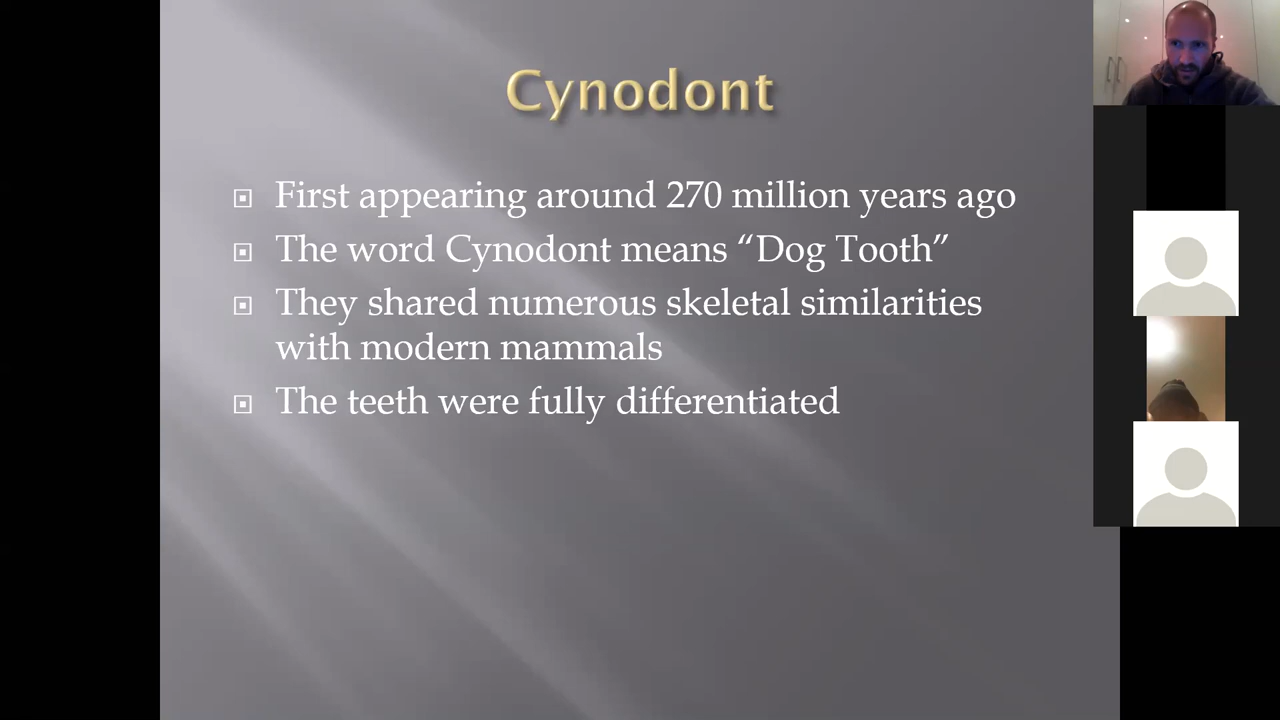 Cynodont
First appearing around 270 million years ago
The word Cynodont means “Dog Tooth”
They shared numerous skeletal similarities
with modern mammals
The teeth were fully differentiated